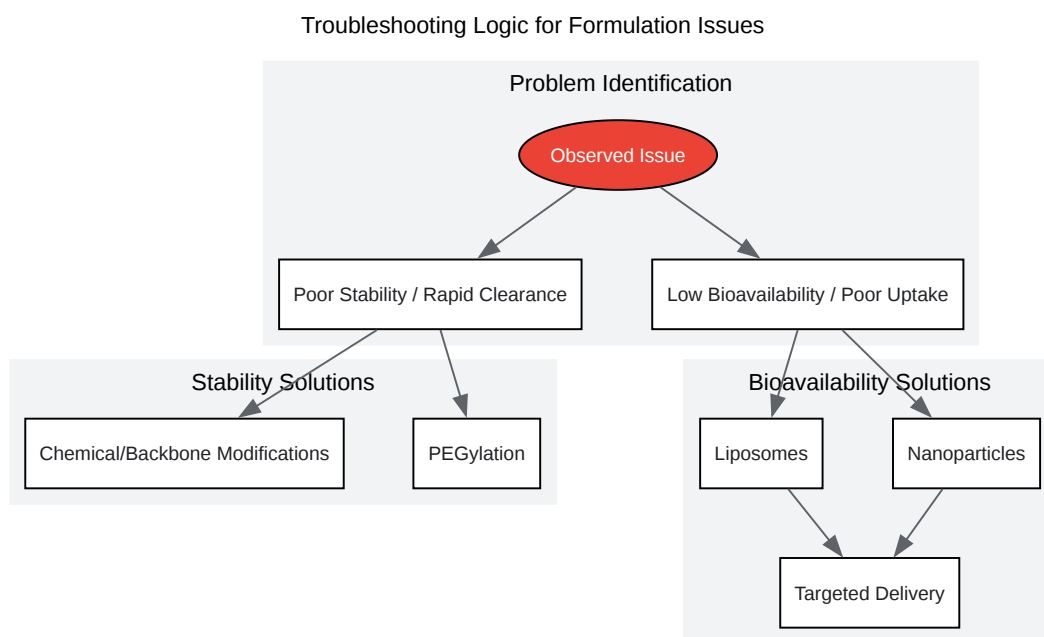 Troubleshooting Logic for Formulation Issues
Problem Identification
Observed Issue
Poor Stability / Rapid Clearance
Low Bioavailability / Poor Uptake
Stability Solutions
Bioavailability Solutions
Chemical/Backbone Modifications
PEGylation
Liposomes
Nanoparticles
Targeted Delivery